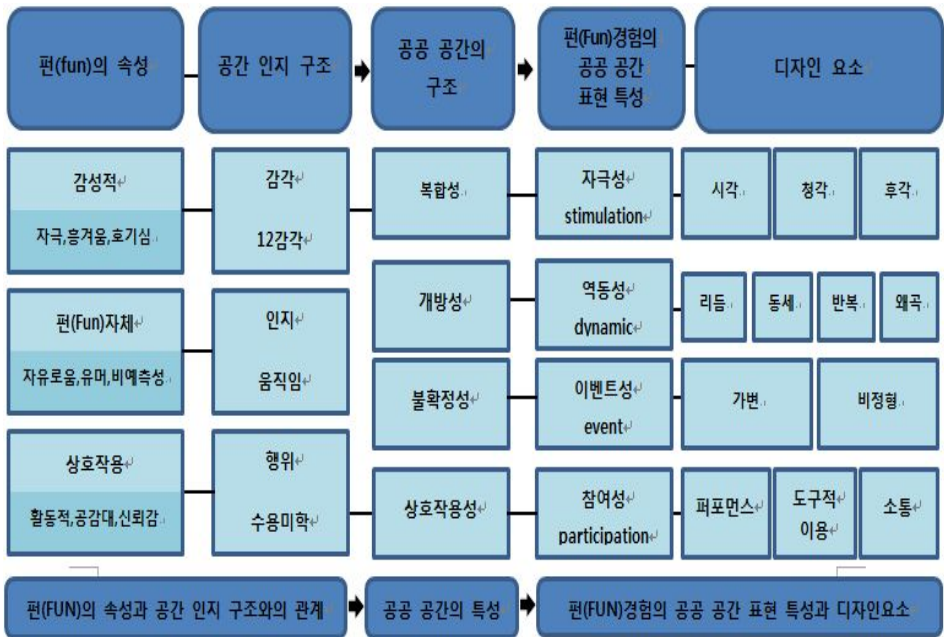 펀(fun)의 속성
공간 인지 구조
공공 공간의
구조
펀(Fun)경험의
공공 공간
표현 특성
디자인 요소
감성적
자극,흥겨움,호기심
감각
12감각
복합성
자극성
stimulation
시각
청각
후각
개방성
역동성
dynamic
리듬
동세
반복
왜곡
펀(Fun)자체
자유로움,유머,비예측성
인지
움직임
불확정성
이벤트성
event
가변
비정형
상호작용
활동적,공감대,신뢰감
행위
수용미학
상호작용성
참여성
participation
퍼포먼스
도구적
이용
소통
펀(FUN)의 속성과 공간 인지 구조와의 관계
공공 공간의 특성
펀(FUN)경험의 공공 공간 표현 특성과 디자인요소